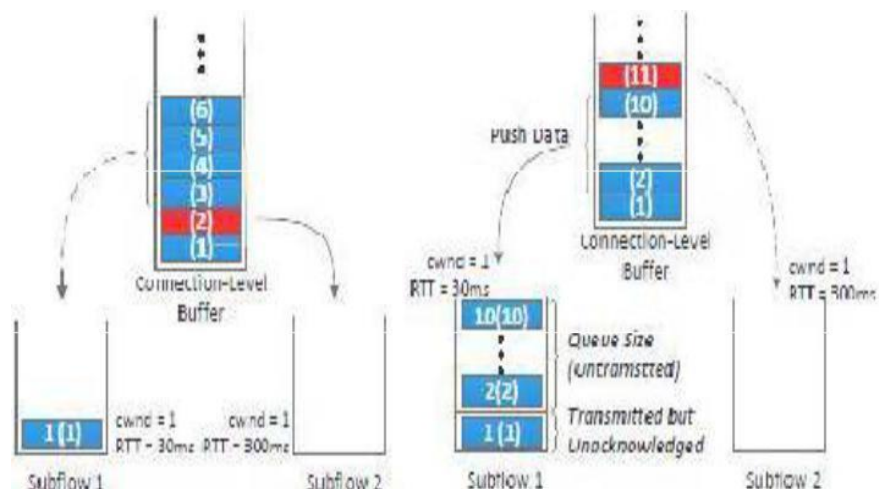 (6)
(5)
(4)
(3)
(2)
(1)
Connection-Level
Buffer
1 (1)
cwnd = 1
RTT = 30ms
cwnd = 1
RTT = 300ms
Subflow 1
Subflow 2
(11)
(10)
Push Data
(2)
(1)
Connection-Level
Buffer
cwnd = 1
RTT = 30ms
cwnd = 1
RTT = 300ms
10(10)
Queue Size
(Untramstted)
2(2)
Transmitted but
Unacknowledged
1 (1)
Subflow 1
Subflow 2